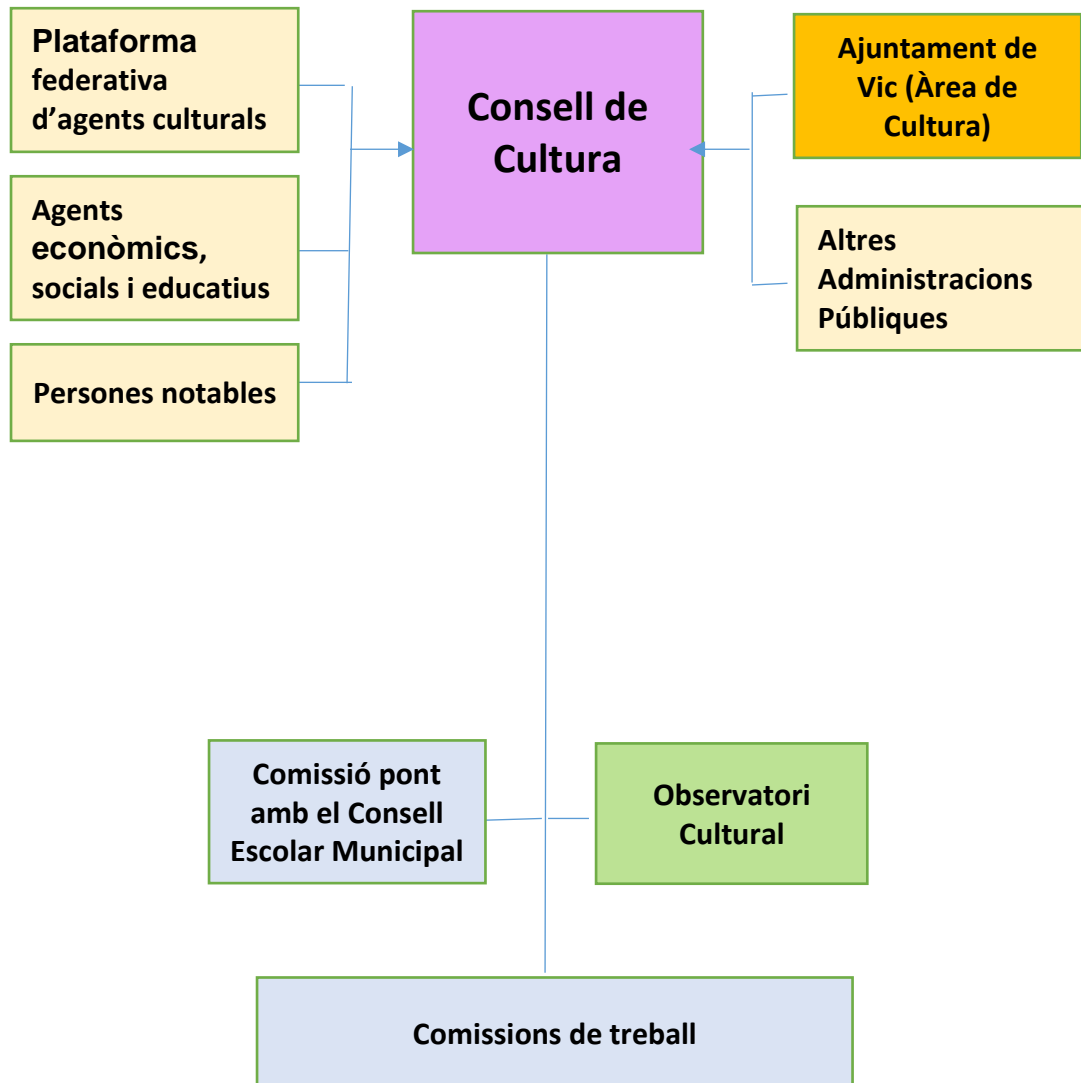 Plataforma
federativa
d’agents culturals
Agents
econòmics,
socials i educatius
Persones notables
Consell de
Cultura
Ajuntament de
Vic (Àrea de
Cultura)
Altres
Administracions
Públiques
Comissió pont
amb el Consell
Escolar Municipal
Observatori
Cultural
Comissions de treball